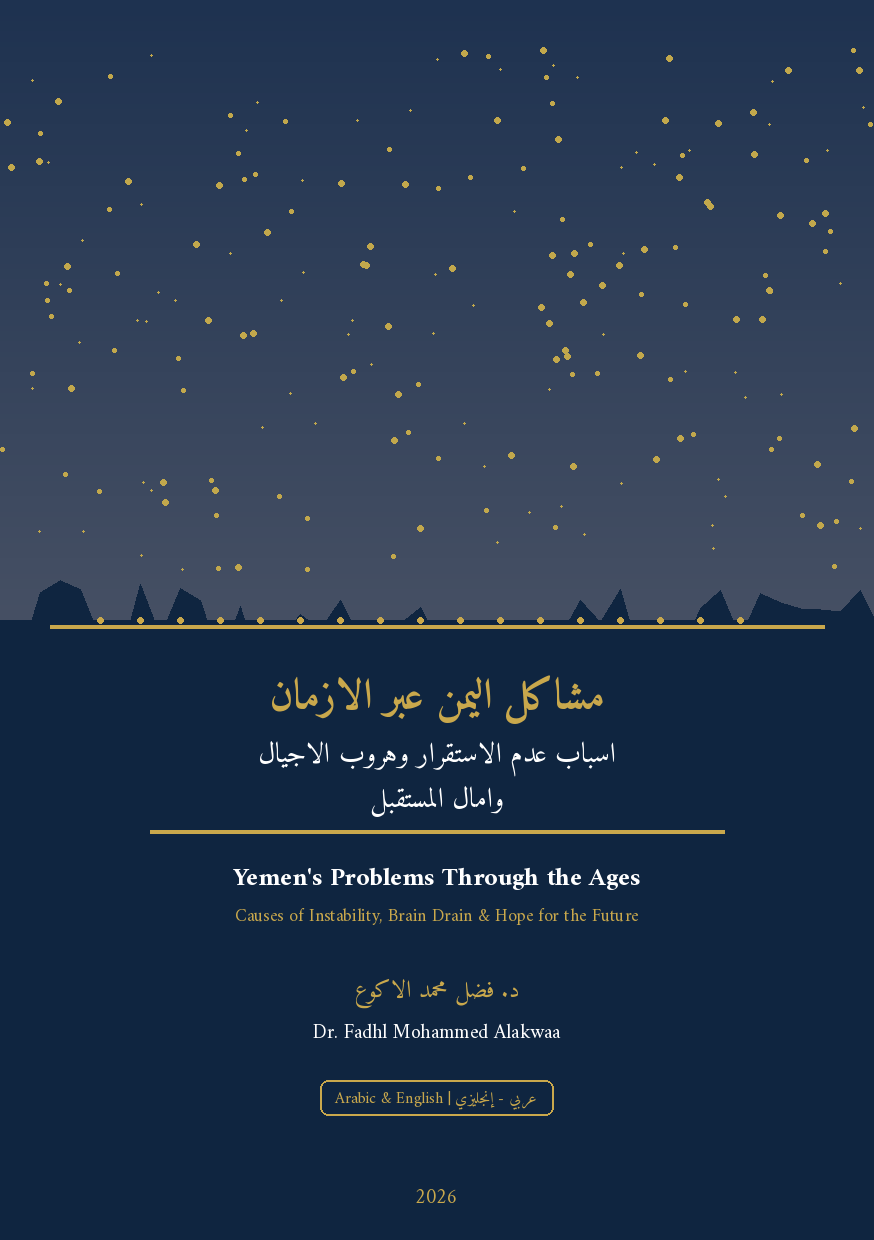 مشاكل اليمن عبر الازمان
اسباب عدم الاستقرار وهروب الاجيال
وامال المستقبل
Yemen's Problems Through the Ages
Causes of Instability, Brain Drain & Hope for the Future
د. فضل محمد الاكوع
Dr. Fadhl Mohammed Alakwaa
Arabic & English | عربي - إنجليزي
2026